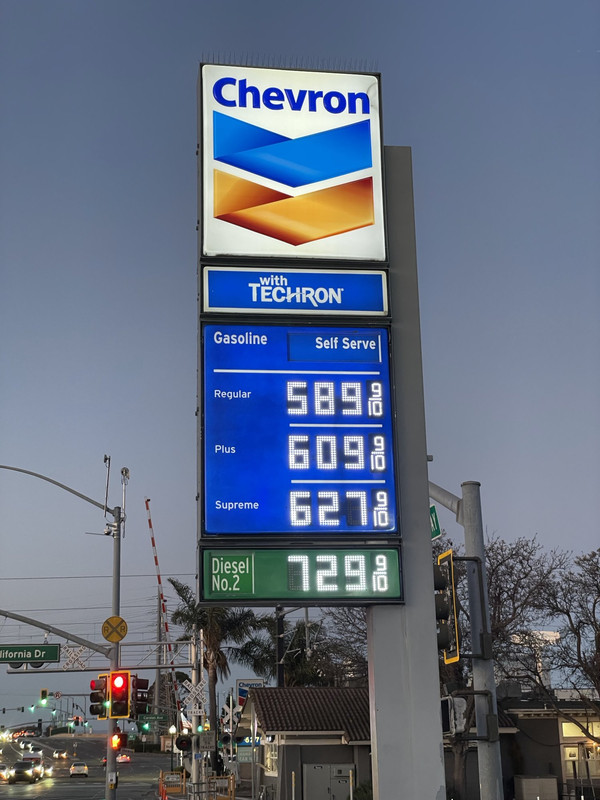 Chevron
with
TECHRON
Gasoline Self Serve
Regular 589 9/10
Plus 609 9/10
Supreme 627 9/10
Diesel
No.2
729 9/10
lifornia Dr
Chevron